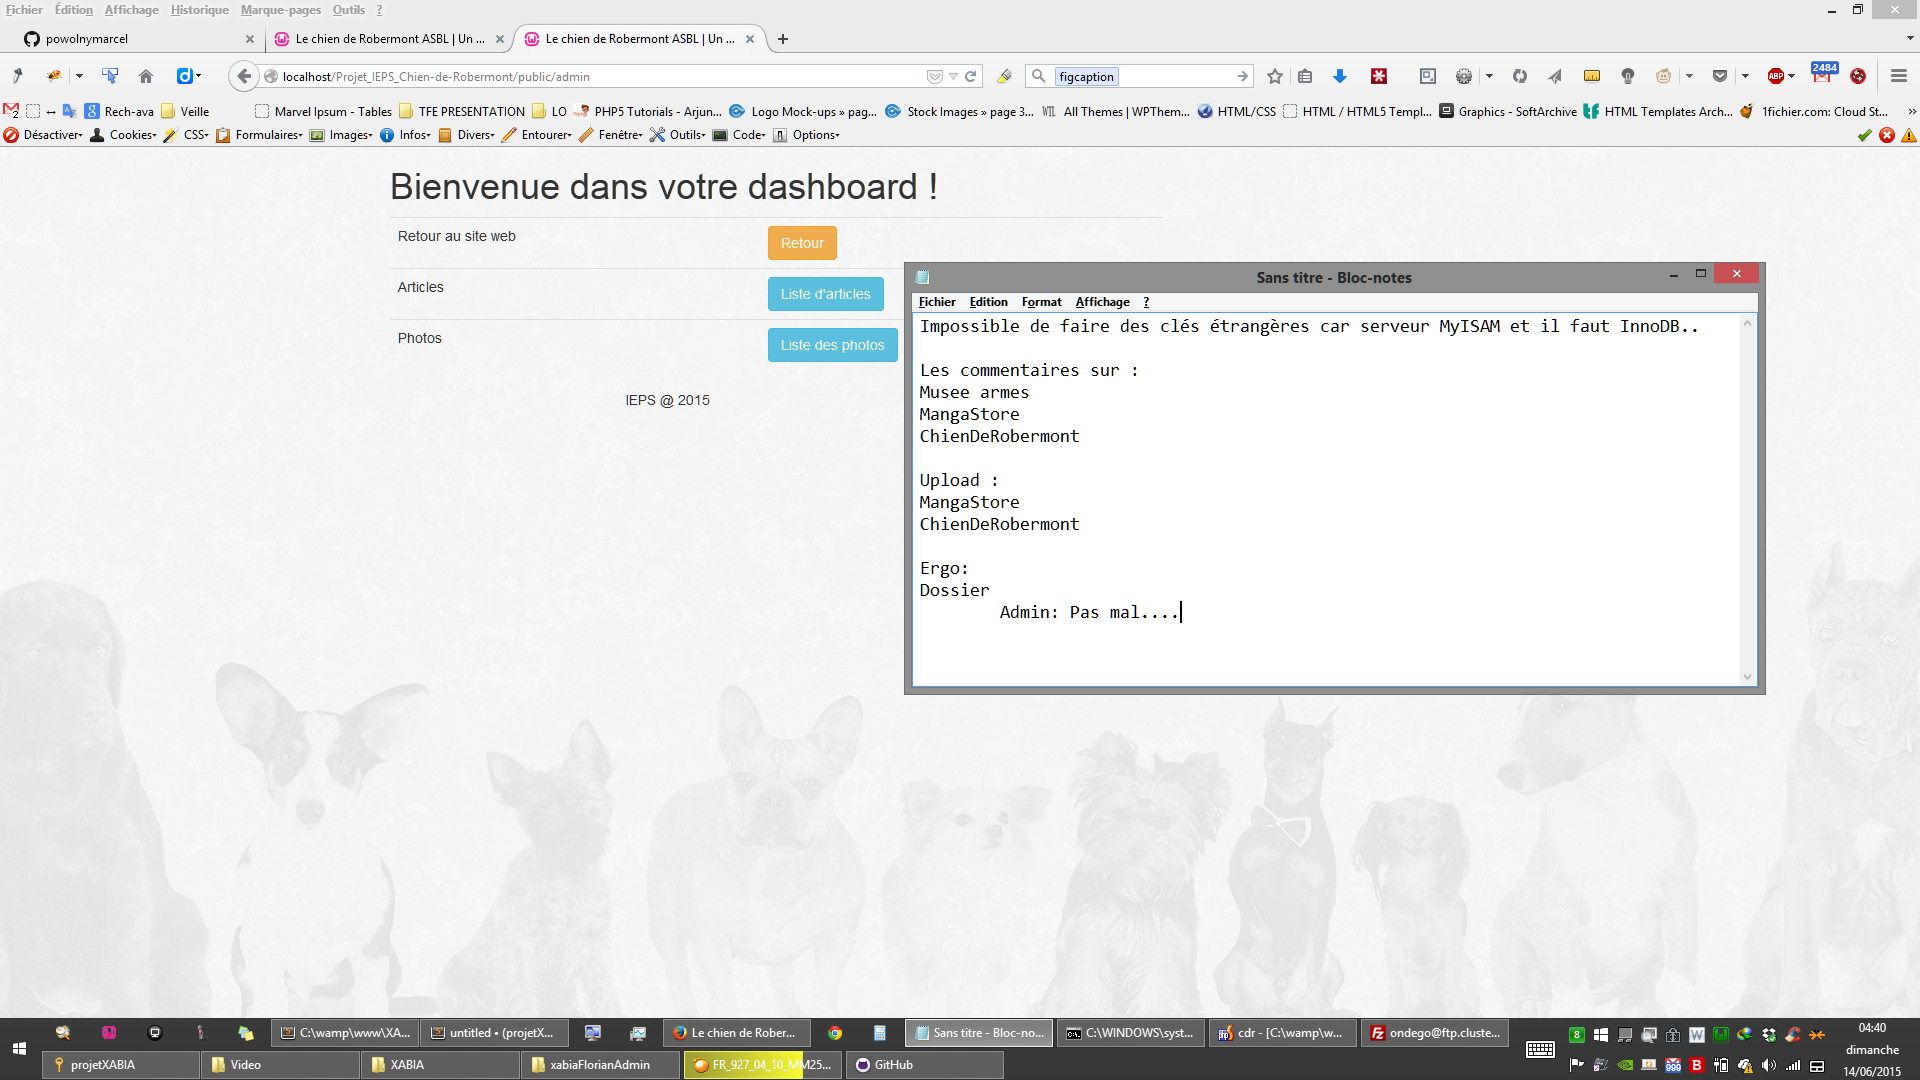 Fichier Édition Affichage Historique Marque-pages Outils ?
powolnymarcel
Le chien de Robermont ASBL | Un ...
Le chien de Robermont ASBL | Un ...
localhost/Projet_IEPS_Chien-de-Robermont/public/admin
figcaption
ABP
2484
Rech-ava
Veille
Marvel Ipsum - Tables
TFE PRESENTATION
LO
PHP5 Tutorials - Arjun...
Logo Mock-ups » pag...
Stock Images » page 3...
All Themes | WPThem...
HTML/CSS
HTML / HTML5 Templ...
Graphics - SoftArchive
HTML Templates Arch...
1fichier.com: Cloud St...
Désactiver
Cookies
CSS
Formulaires
Images
Infos
Divers
Entourer
Fenêtre
Outils
Code
Options
Bienvenue dans votre dashboard !
Retour au site web
Retour
Articles
Liste d'articles
Photos
Liste des photos
IEPS @ 2015
Sans titre - Bloc-notes
Fichier Edition Format Affichage ?
Impossible de faire des clés étrangères car serveur MyISAM et il faut InnoDB..
Les commentaires sur :
Musee armes
MangaStore
ChienDeRobermont
Upload :
MangaStore
ChienDeRobermont
Ergo:
Dossier
Admin: Pas mal....
C:\wamp\www\XA...
untitled • (projetX...
Le chien de Rober...
Sans titre - Bloc-no...
C:\WINDOWS\syst...
cdr - [C:\wamp\w...
ondego@ftp.cluste...
projetXABIA
Video
XABIA
xabiaFlorianAdmin
FR_927_04_10_MM25...
GitHub
04:40
dimanche
14/06/2015